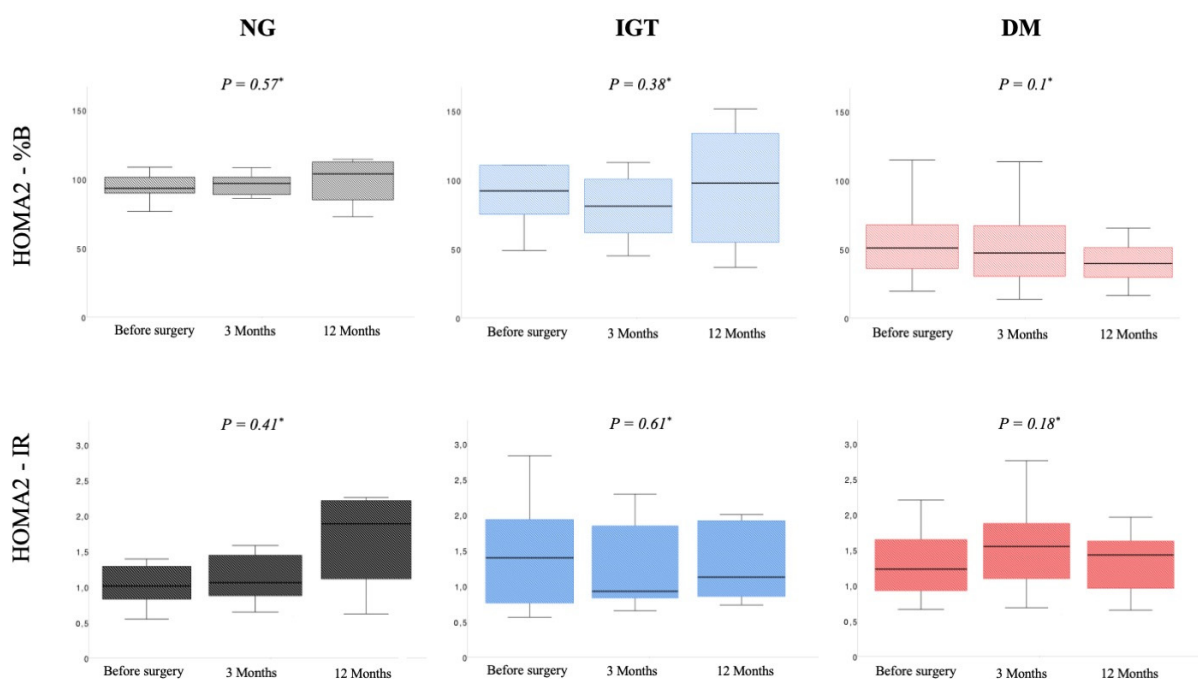 NG IGT DM
HOMA2 - %B
P = 0.57*
150
100
50
0
Before surgery 3 Months 12 Months
P = 0.38*
150
100
50
0
Before surgery 3 Months 12 Months
P = 0.1*
150
100
50
0
Before surgery 3 Months 12 Months
HOMA2 - IR
P = 0.41*
3,0
2,5
2,0
1,5
1,0
0,5
0
Before surgery 3 Months 12 Months
P = 0.61*
3,0
2,5
2,0
1,5
1,0
0,5
0
Before surgery 3 Months 12 Months
P = 0.18*
3,0
2,5
2,0
1,5
1,0
0,5
0
Before surgery 3 Months 12 Months